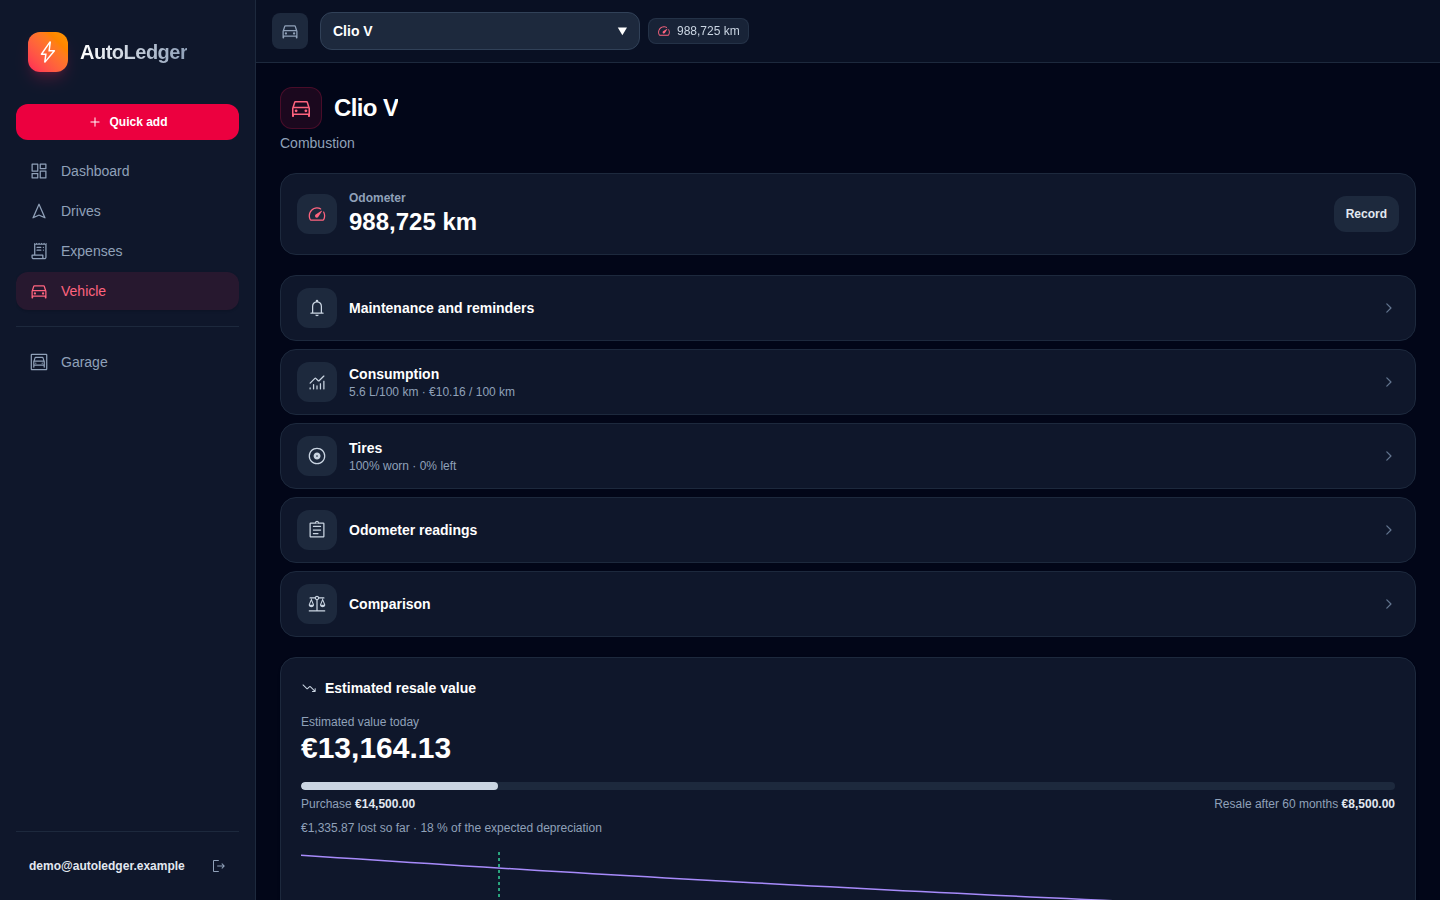 AutoLedger
Clio V
988,725 km
Quick add
Dashboard
Drives
Expenses
Vehicle
Garage
demo@autoledger.example
Clio V
Combustion
Odometer
988,725 km
Record
Maintenance and reminders
Consumption
5.6 L/100 km · €10.16 / 100 km
Tires
100% worn · 0% left
Odometer readings
Comparison
Estimated resale value
Estimated value today
€13,164.13
Purchase €14,500.00
Resale after 60 months €8,500.00
€1,335.87 lost so far · 18 % of the expected depreciation